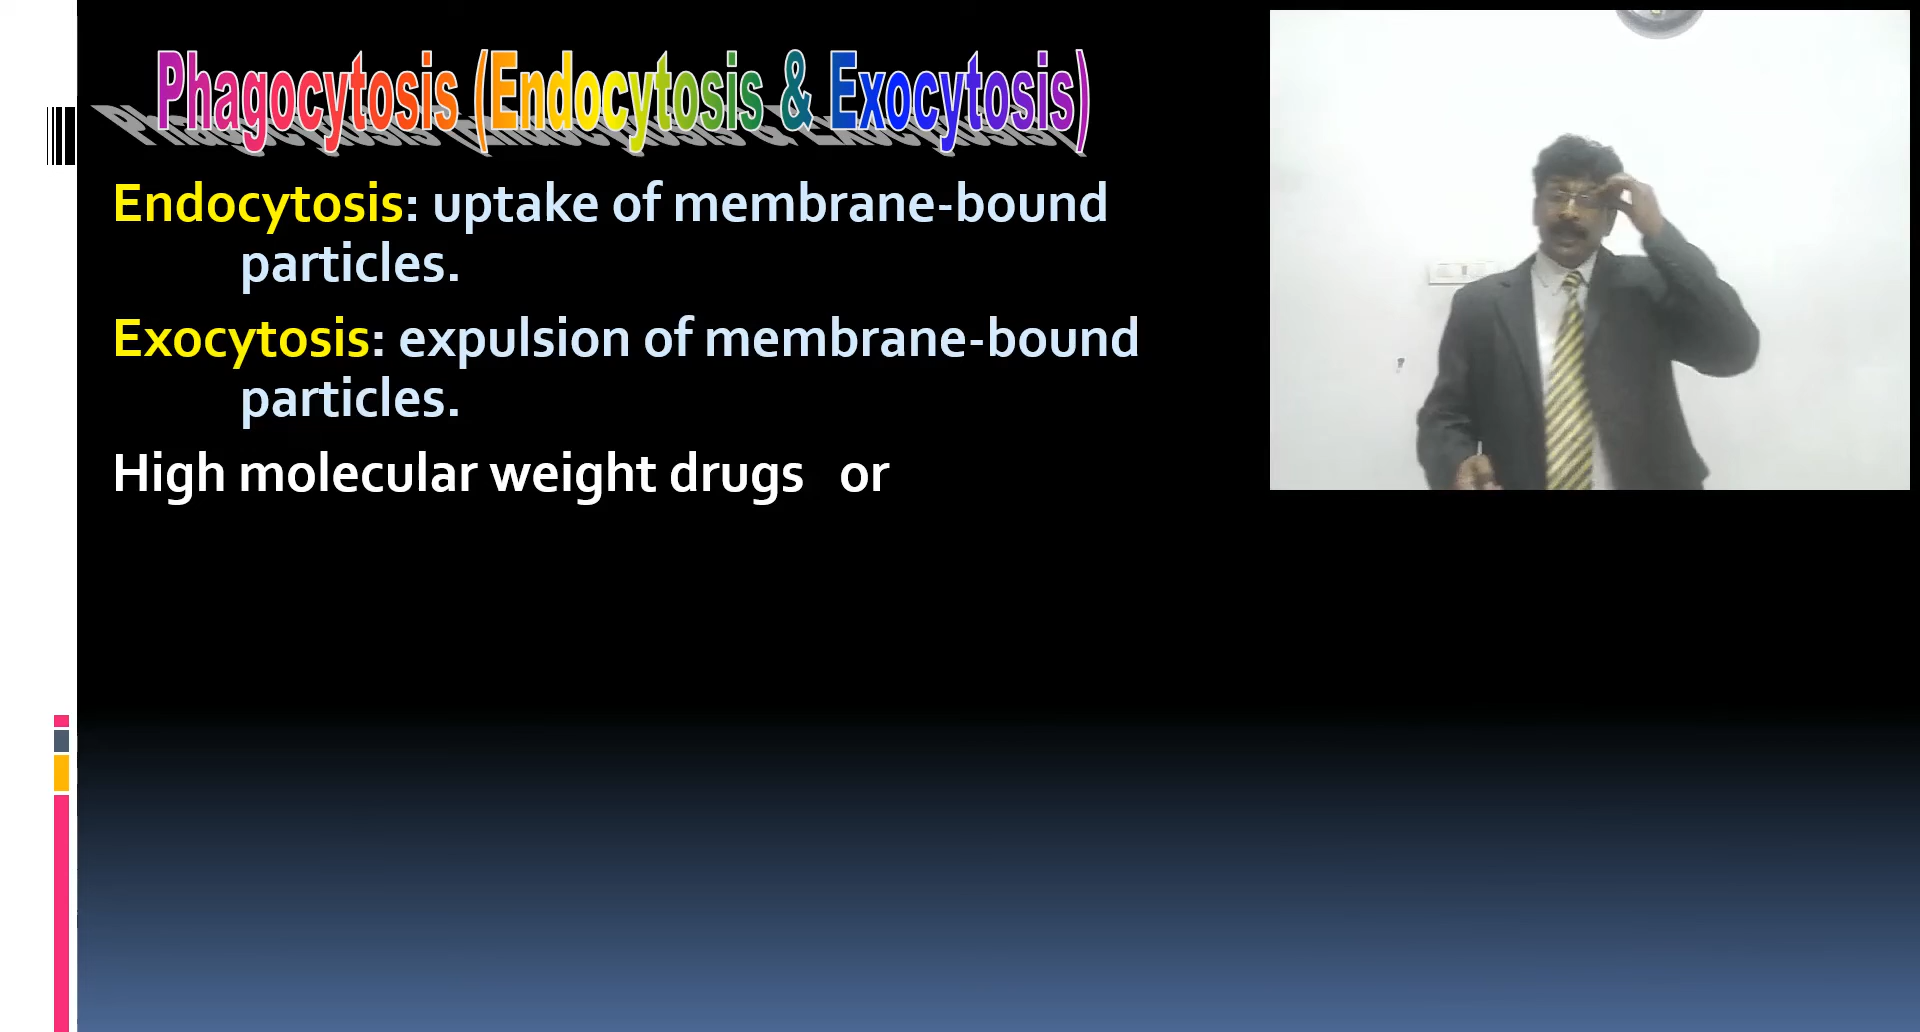 Phagocytosis (Endocytosis & Exocytosis)
Endocytosis: uptake of membrane-bound
particles.
Exocytosis: expulsion of membrane-bound
particles.
High molecular weight drugs or